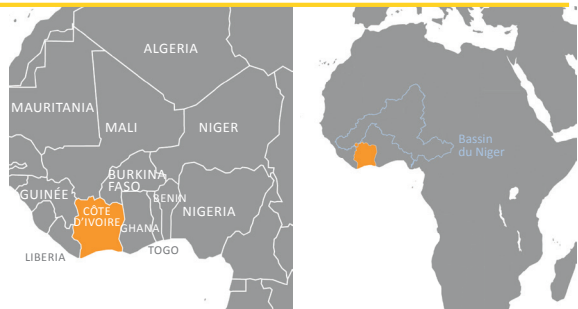 ALGERIA
MAURITANIA
MALI
NIGER
BURKINA
FASO
GUINÉE
BENIN
CÔTE
D'IVOIRE
NIGERIA
GHANA
TOGO
LIBERIA
Bassin
du Niger